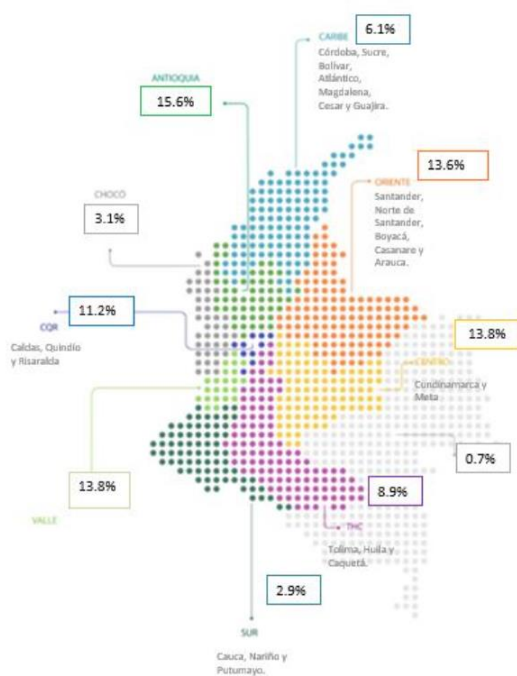 CARIBE
6.1%
Córdoba, Sucre,
Bolívar,
Atlántico,
Magdalena,
Cesar y Guajira.
ANTIOQUIA
15.6%
13.6%
ORIENTE
Santander,
Norte de
Santander,
Boyacá,
Casanare y
Arauca.
CHOCO
3.1%
11.2%
CQR
Caldas, Quindío
y Risaralda
13.8%
CENTRO
Cundinamarca y
Meta
0.7%
13.8%
VALLE
8.9%
THC
Tolima, Huila y
Caquetá.
2.9%
SUR
Cauca, Nariño y
Putumayo.